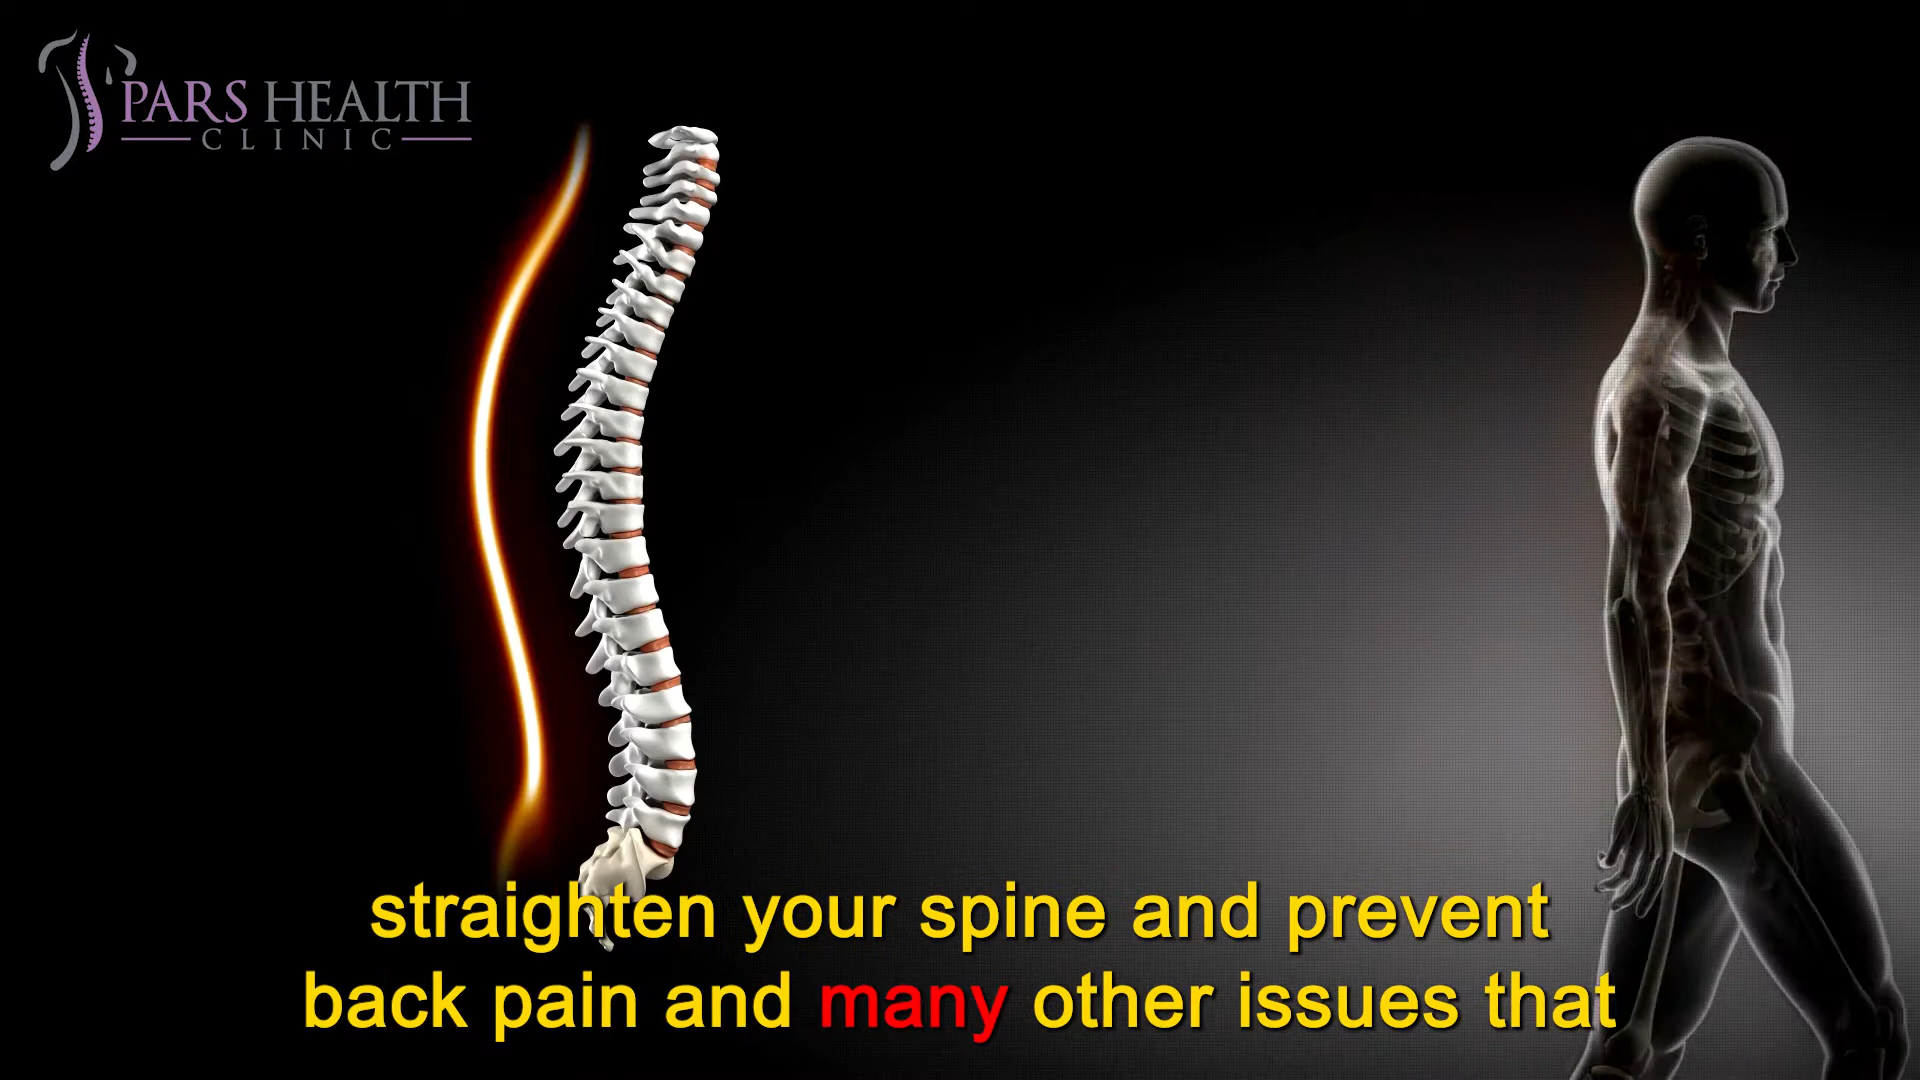 PARS HEALTH
CLINIC
straighten your spine and prevent
back pain and many other issues that